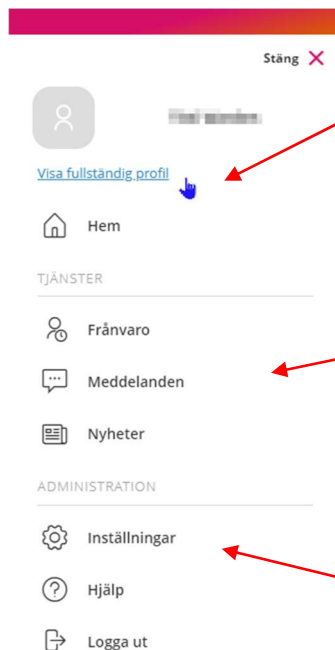 Stäng
Visa fullständig profil
Hem
TJÄNSTER
Frånvaro
Meddelanden
Nyheter
ADMINISTRATION
Inställningar
Hjälp
Logga ut